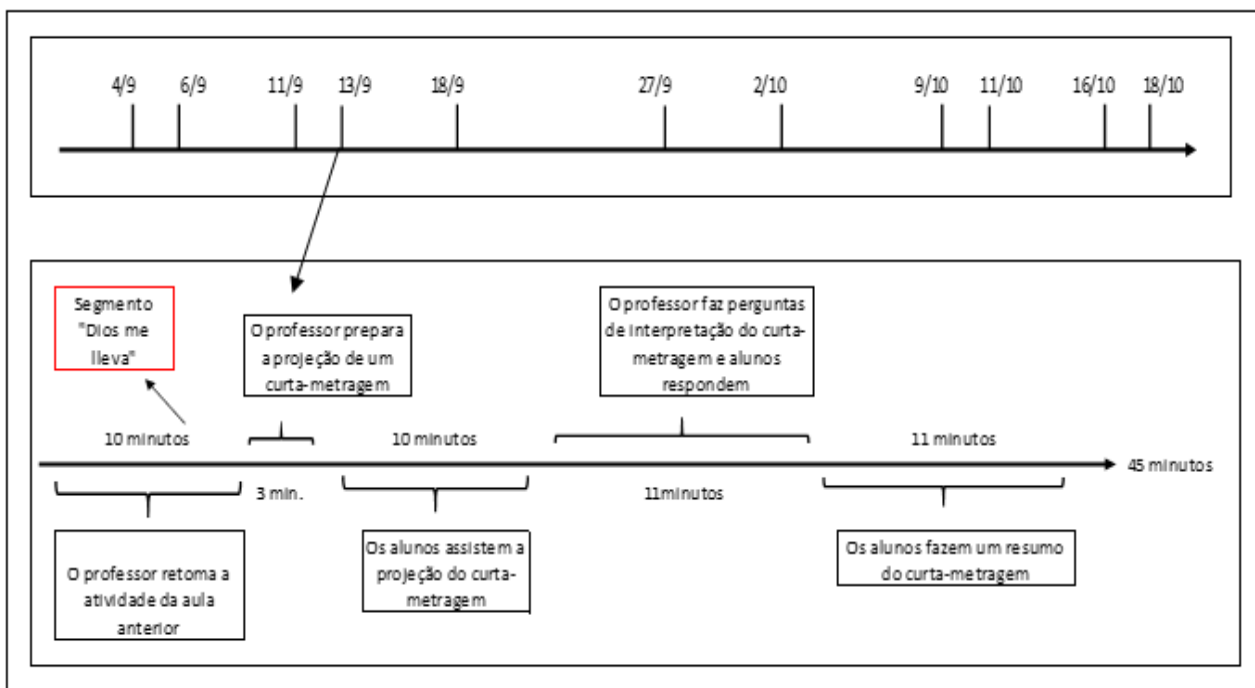 4/9 6/9 11/9 13/9 18/9 27/9 2/10 9/10 11/10 16/10 18/10
Segmento
"Dios me
lleva"
O professor prepara
a projeção de um
curta-metragem
O professor faz perguntas
de interpretação do curta-
metragem e alunos
respondem
10 minutos
10 minutos
11 minutos
45 minutos
3 min.
11minutos
O professor retoma a
atividade da aula
anterior
Os alunos assistem a
projeção do curta-
metragem
Os alunos fazem um resumo
do curta-metragem